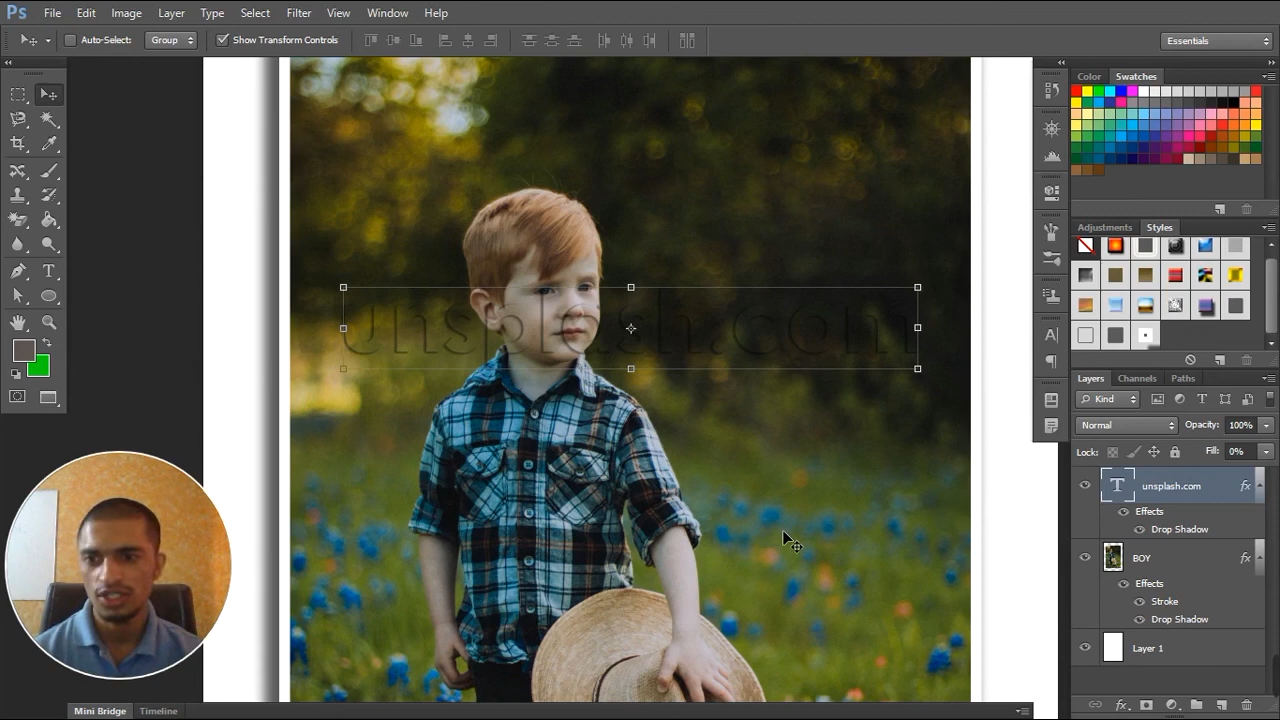 Ps File Edit Image Layer Type Select Filter View Window Help
Auto-Select: Group Show Transform Controls Essentials
Color Swatches
unsplash.com
Adjustments Styles
Layers Channels Paths
Kind
Normal Opacity: 100%
Lock: Fill: 0%
unsplash.com fx
Effects
Drop Shadow
BOY fx
Effects
Stroke
Drop Shadow
Layer 1
Mini Bridge Timeline